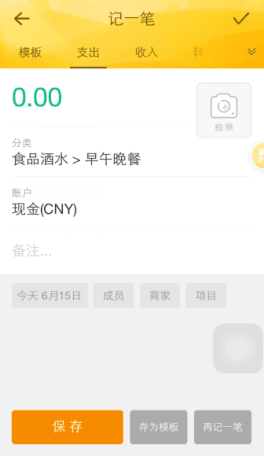 记一笔
模板 支出 收入 转
0.00
拍照
分类
食品酒水 > 早午晚餐
账户
现金(CNY)
备注...
今天 6月15日 成员 商家 项目
保存 存为模板 再记一笔